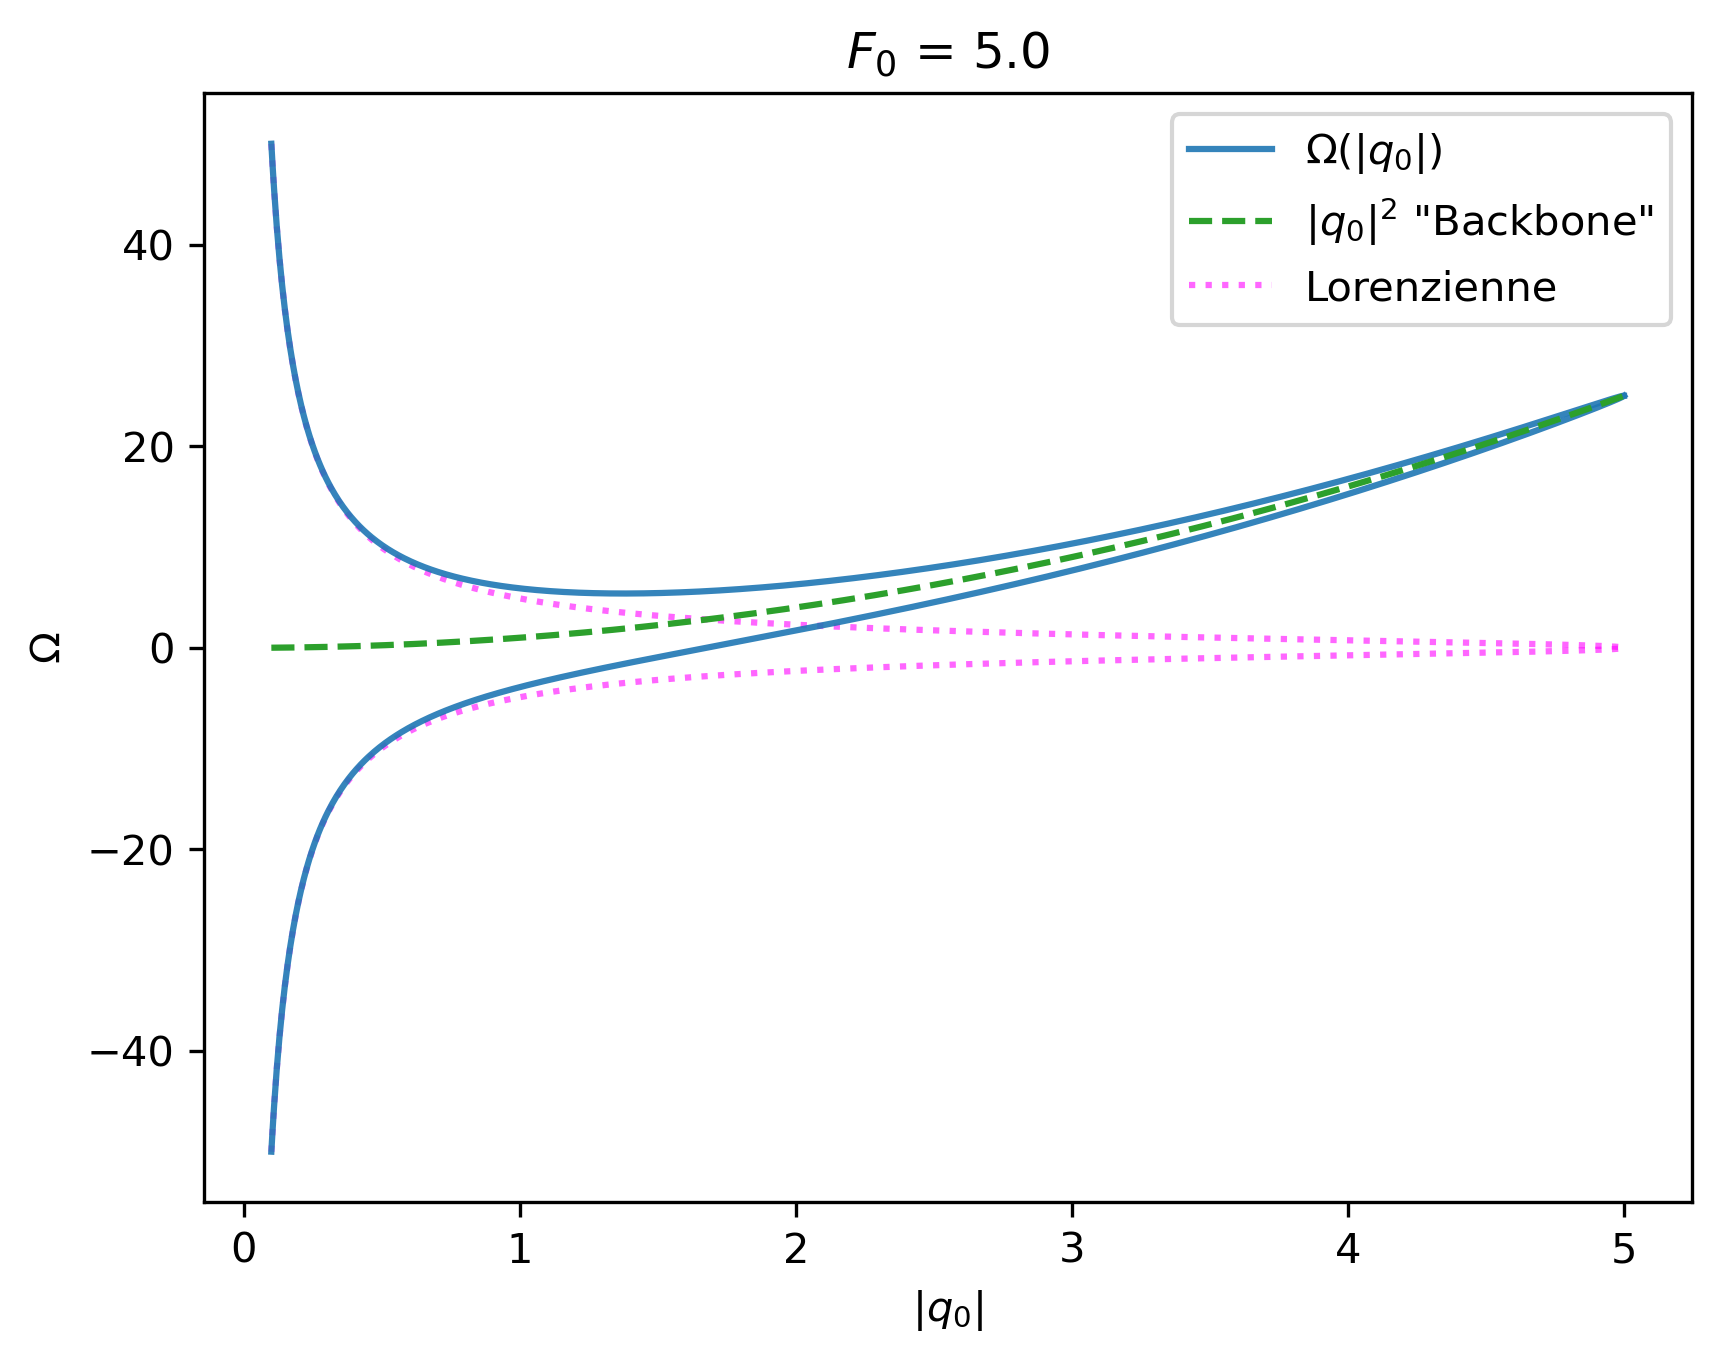 F₀ = 5.0
Ω(|q₀|)
|q₀|² "Backbone"
Lorenzienne
Ω
40
20
0
−20
−40
0 1 2 3 4 5
|q₀|